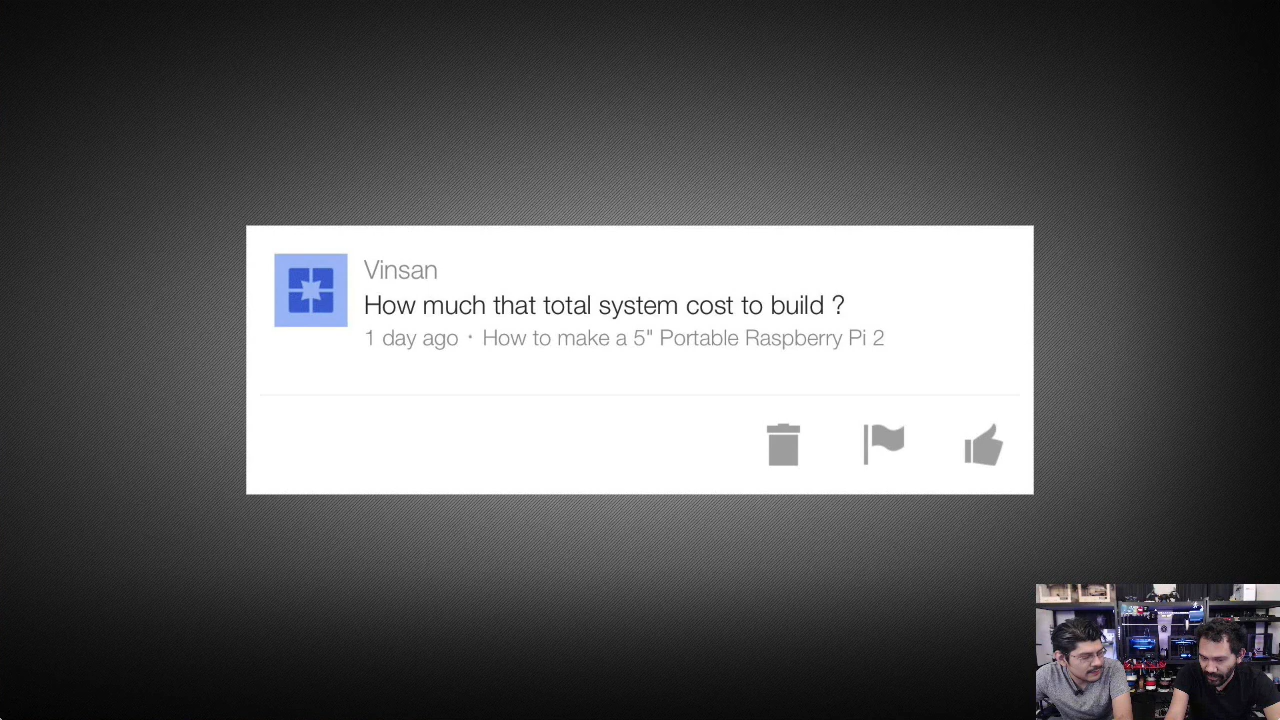 Vinsan
How much that total system cost to build ?
1 day ago · How to make a 5" Portable Raspberry Pi 2